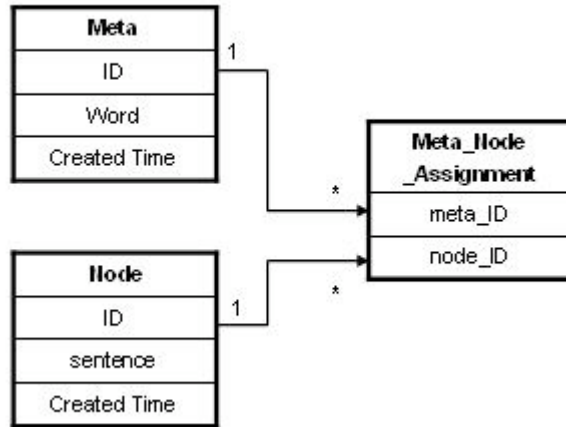 Meta
ID
Word
Created Time
1
*
Meta_Node
_Assignment
meta_ID
node_ID
Node
ID
sentence
Created Time
1
*